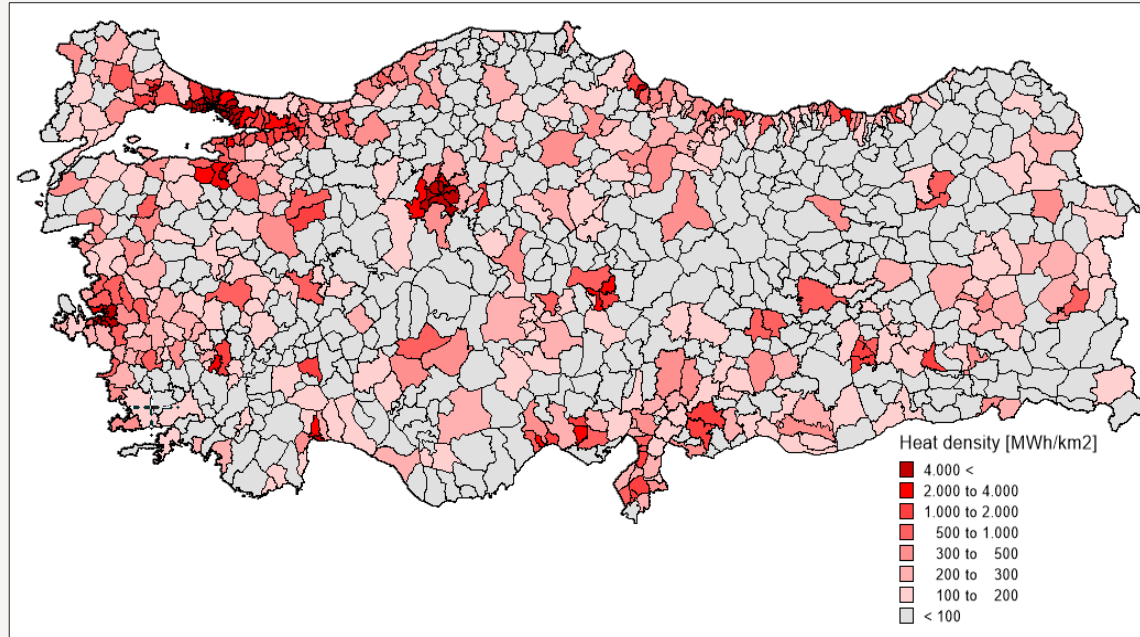 Heat density [MWh/km2]
4.000 <
2.000 to 4.000
1.000 to 2.000
500 to 1.000
300 to 500
200 to 300
100 to 200
< 100